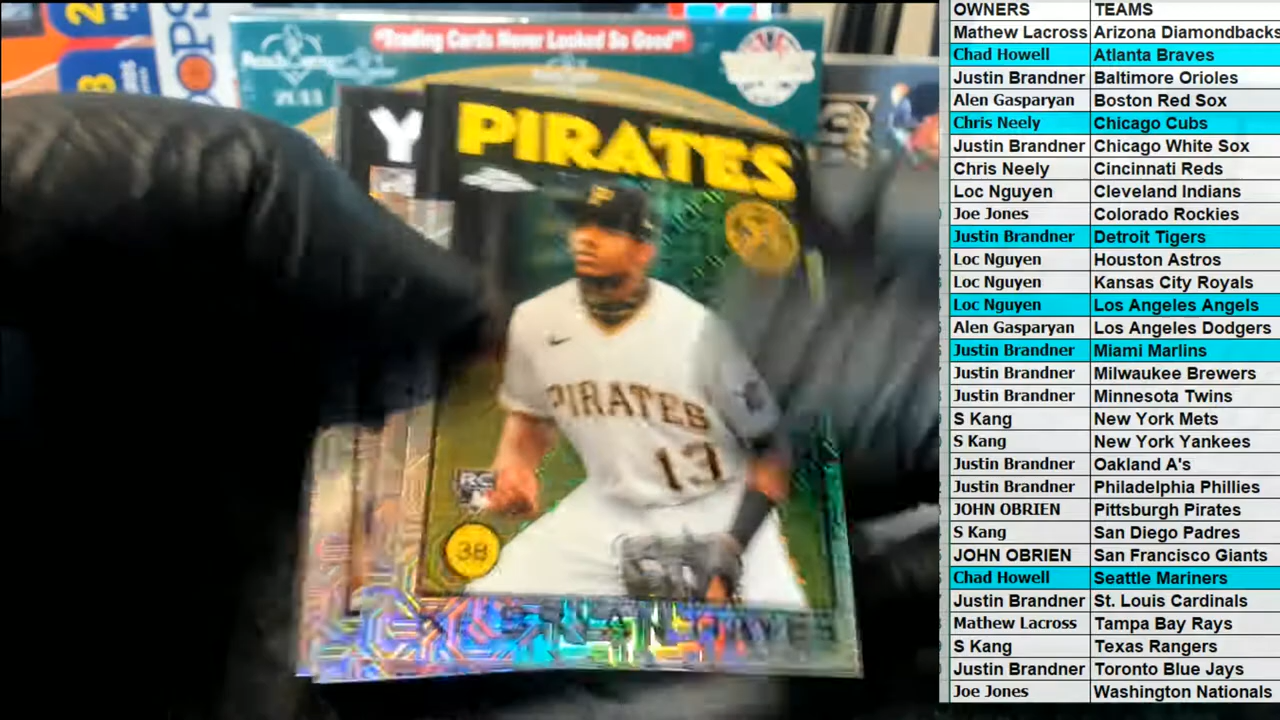 "Trading Cards Never Looked So Good"
PIRATES
Y
PIRATES
13
RC
3B
OWNERS TEAMS
Mathew Lacross Arizona Diamondbacks
Chad Howell Atlanta Braves
Justin Brandner Baltimore Orioles
Alen Gasparyan Boston Red Sox
Chris Neely Chicago Cubs
Justin Brandner Chicago White Sox
Chris Neely Cincinnati Reds
Loc Nguyen Cleveland Indians
Joe Jones Colorado Rockies
Justin Brandner Detroit Tigers
Loc Nguyen Houston Astros
Loc Nguyen Kansas City Royals
Loc Nguyen Los Angeles Angels
Alen Gasparyan Los Angeles Dodgers
Justin Brandner Miami Marlins
Justin Brandner Milwaukee Brewers
Justin Brandner Minnesota Twins
S Kang New York Mets
S Kang New York Yankees
Justin Brandner Oakland A's
Justin Brandner Philadelphia Phillies
JOHN OBRIEN Pittsburgh Pirates
S Kang San Diego Padres
JOHN OBRIEN San Francisco Giants
Chad Howell Seattle Mariners
Justin Brandner St. Louis Cardinals
Mathew Lacross Tampa Bay Rays
S Kang Texas Rangers
Justin Brandner Toronto Blue Jays
Joe Jones Washington Nationals